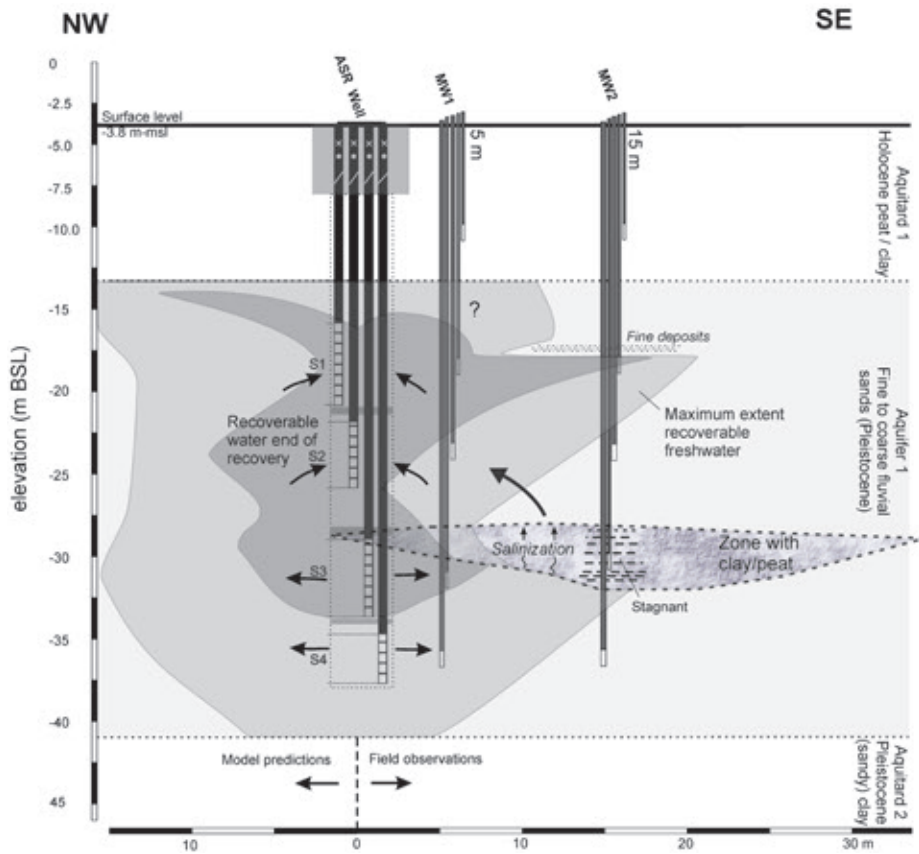 NW
SE
ASR Well
MW1
MW2
5 m
15 m
0
-2.5
Surface level
-3.8 m-msl
-5.0
-7.5
-10.0
-15
-20
-25
-30
-35
-40
45
elevation (m BSL)
Aquitard 1
Holocene peat / clay
?
Fine deposits
S1
Recoverable
water end of
recovery
S2
Maximum extent
recoverable
freshwater
Aquifer 1
Fine to coarse fluvial
sands (Pleistocene)
Salinization
Zone with
clay/peat
S3
Stagnant
S4
Model predictions
Field observations
Aquitard 2
Pleistocene
(sandy) clay
10
0
10
20
30 m